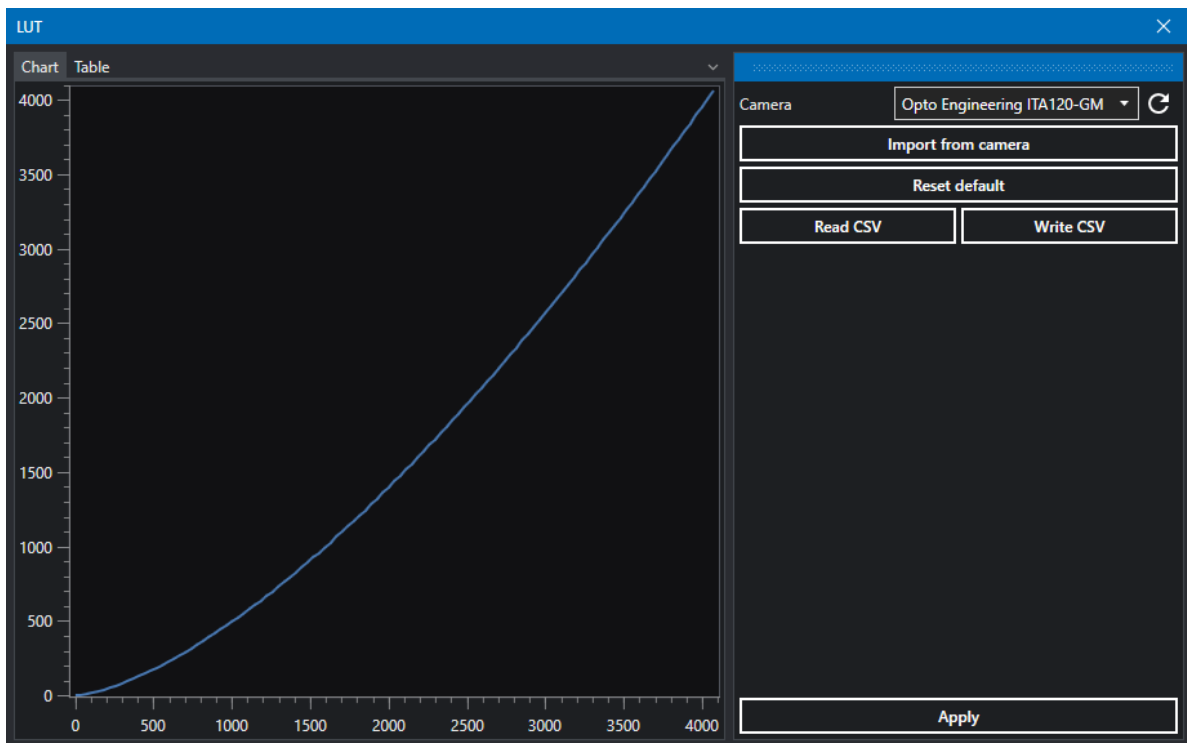 LUT
Chart Table
4000
3500
3000
2500
2000
1500
1000
500
0
0 500 1000 1500 2000 2500 3000 3500 4000
Camera Opto Engineering ITA120-GM
Import from camera
Reset default
Read CSV Write CSV
Apply